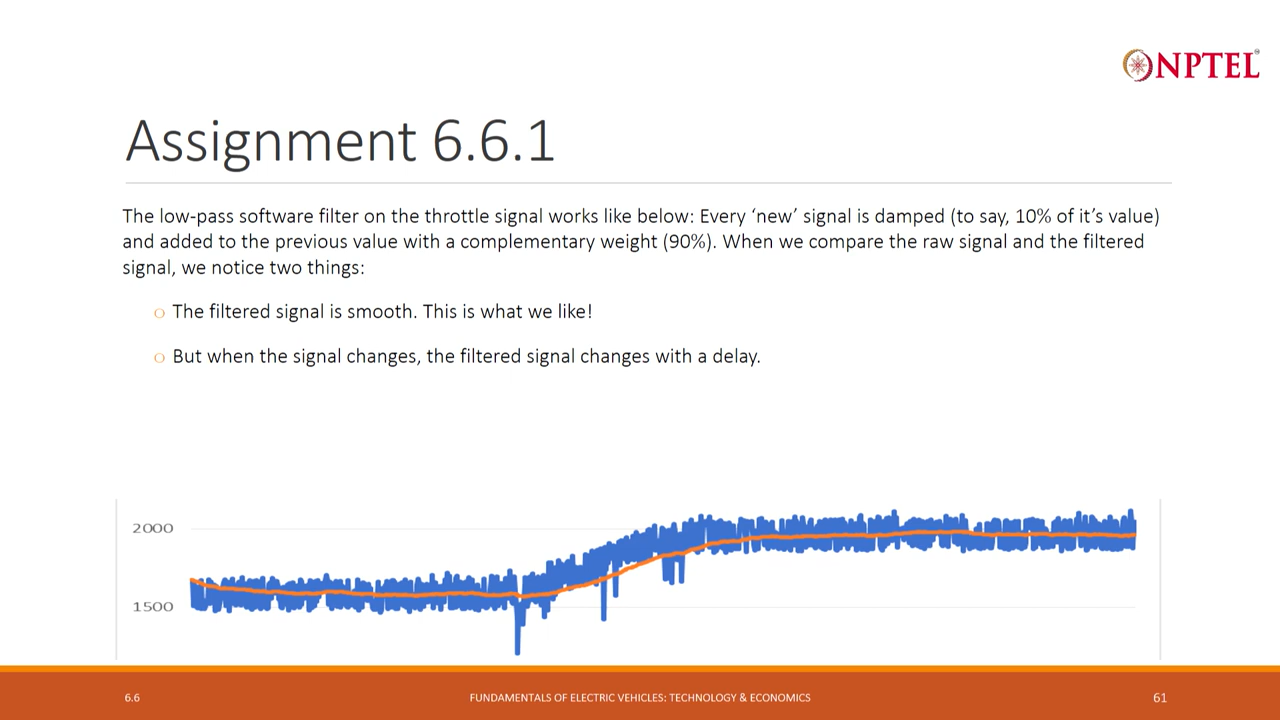 NPTEL
Assignment 6.6.1
The low-pass software filter on the throttle signal works like below: Every ‘new’ signal is damped (to say, 10% of it’s value)
and added to the previous value with a complementary weight (90%). When we compare the raw signal and the filtered
signal, we notice two things:
o The filtered signal is smooth. This is what we like!
o But when the signal changes, the filtered signal changes with a delay.
2000
1500
6.6
FUNDAMENTALS OF ELECTRIC VEHICLES: TECHNOLOGY & ECONOMICS
61